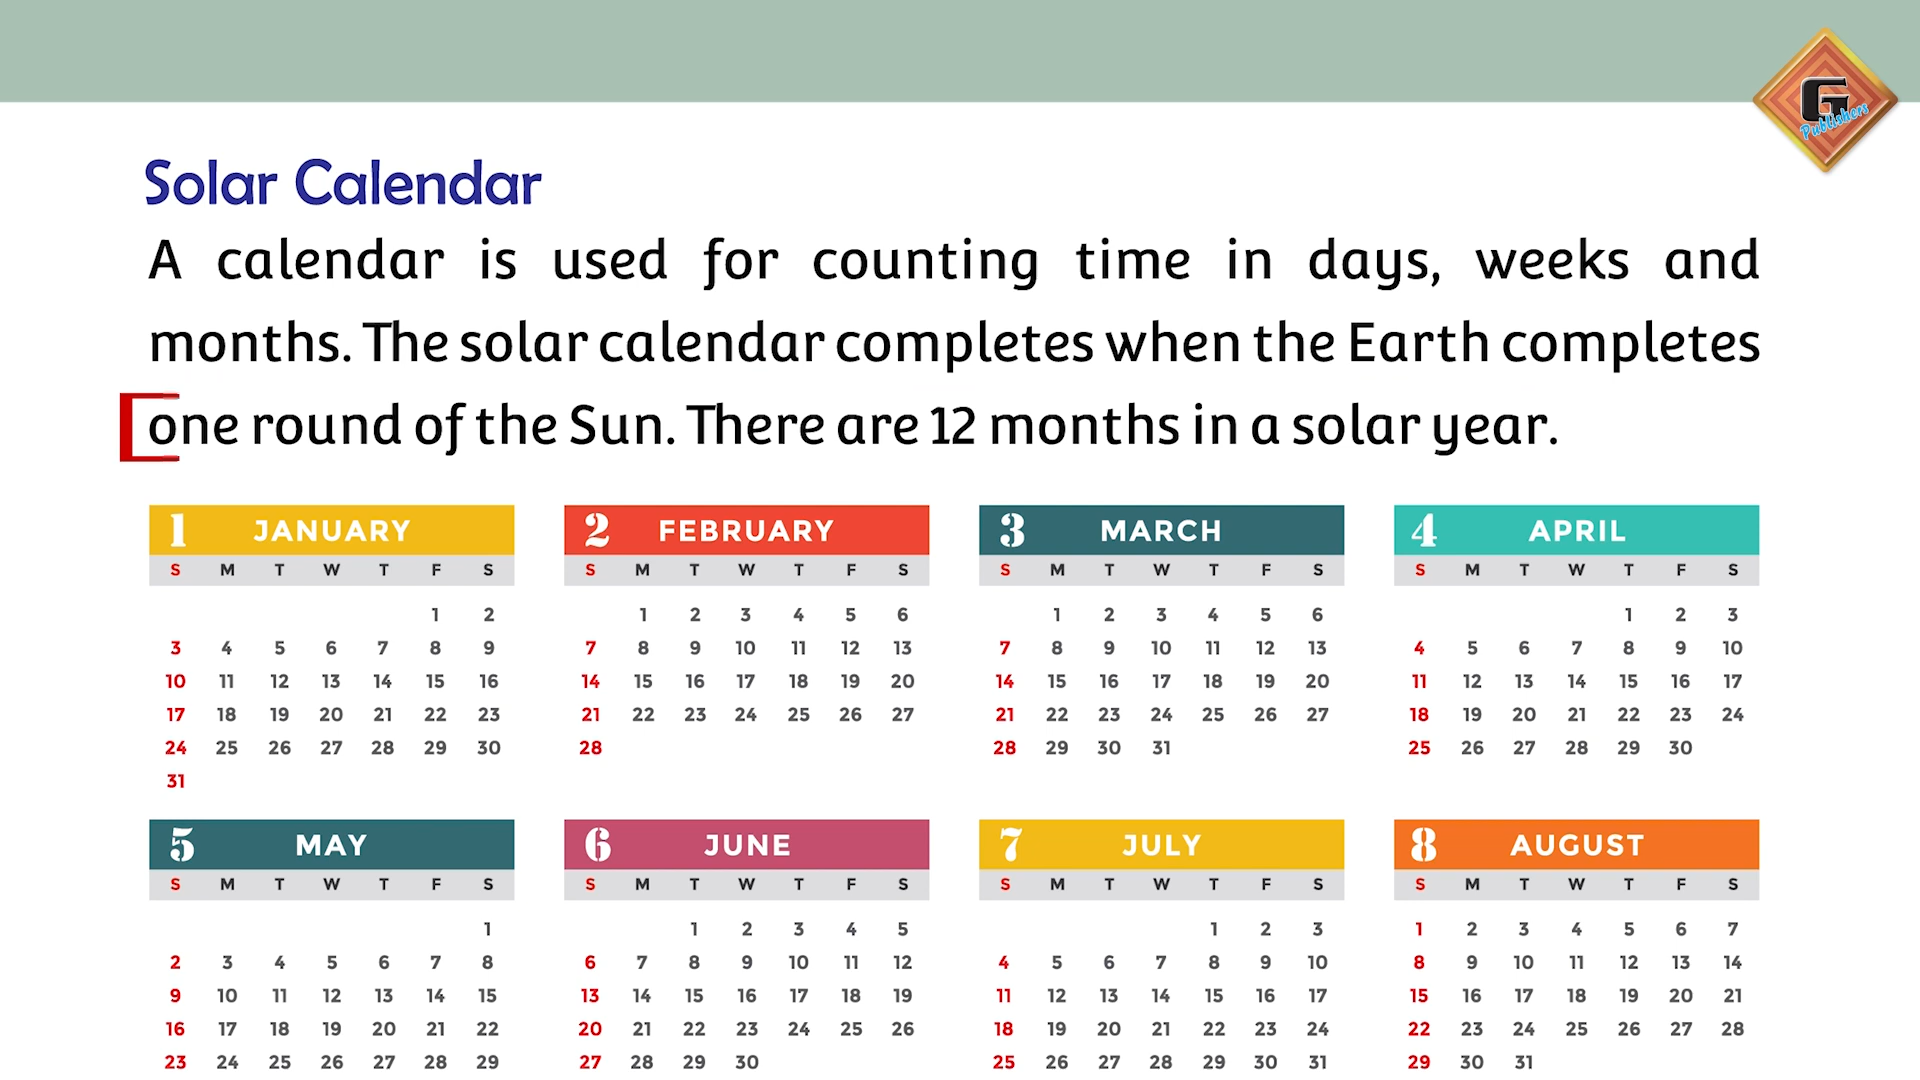 G
Publishers
Solar Calendar
A calendar is used for counting time in days, weeks and
months. The solar calendar completes when the Earth completes
one round of the Sun. There are 12 months in a solar year.
1 JANUARY
S M T W T F S
1 2
3 4 5 6 7 8 9
10 11 12 13 14 15 16
17 18 19 20 21 22 23
24 25 26 27 28 29 30
31
2 FEBRUARY
S M T W T F S
1 2 3 4 5 6
7 8 9 10 11 12 13
14 15 16 17 18 19 20
21 22 23 24 25 26 27
28
3 MARCH
S M T W T F S
1 2 3 4 5 6
7 8 9 10 11 12 13
14 15 16 17 18 19 20
21 22 23 24 25 26 27
28 29 30 31
4 APRIL
S M T W T F S
1 2 3
4 5 6 7 8 9 10
11 12 13 14 15 16 17
18 19 20 21 22 23 24
25 26 27 28 29 30
5 MAY
S M T W T F S
1
2 3 4 5 6 7 8
9 10 11 12 13 14 15
16 17 18 19 20 21 22
23 24 25 26 27 28 29
6 JUNE
S M T W T F S
1 2 3 4 5
6 7 8 9 10 11 12
13 14 15 16 17 18 19
20 21 22 23 24 25 26
27 28 29 30
7 JULY
S M T W T F S
1 2 3
4 5 6 7 8 9 10
11 12 13 14 15 16 17
18 19 20 21 22 23 24
25 26 27 28 29 30 31
8 AUGUST
S M T W T F S
1 2 3 4 5 6 7
8 9 10 11 12 13 14
15 16 17 18 19 20 21
22 23 24 25 26 27 28
29 30 31